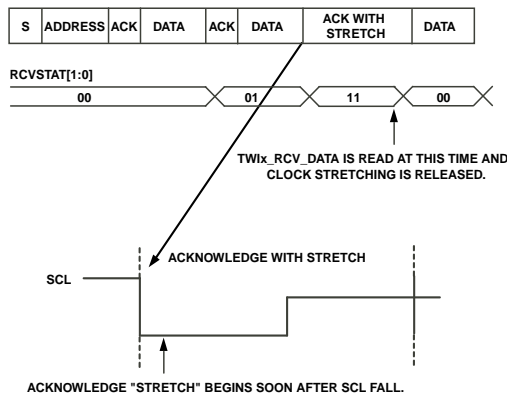 S ADDRESS ACK DATA ACK DATA ACK WITH STRETCH DATA
RCVSTAT[1:0]
00 01 11 00
TWIx_RCV_DATA IS READ AT THIS TIME AND
CLOCK STRETCHING IS RELEASED.
ACKNOWLEDGE WITH STRETCH
SCL
ACKNOWLEDGE "STRETCH" BEGINS SOON AFTER SCL FALL.